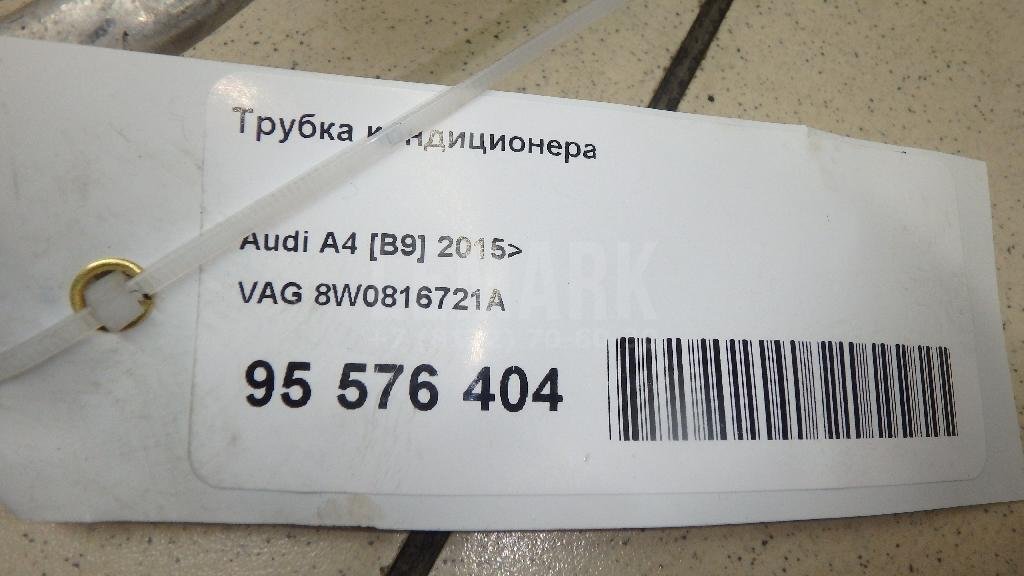 Трубка кондиционера
Audi A4 [B9] 2015>
VAG 8W0816721A
95 576 404